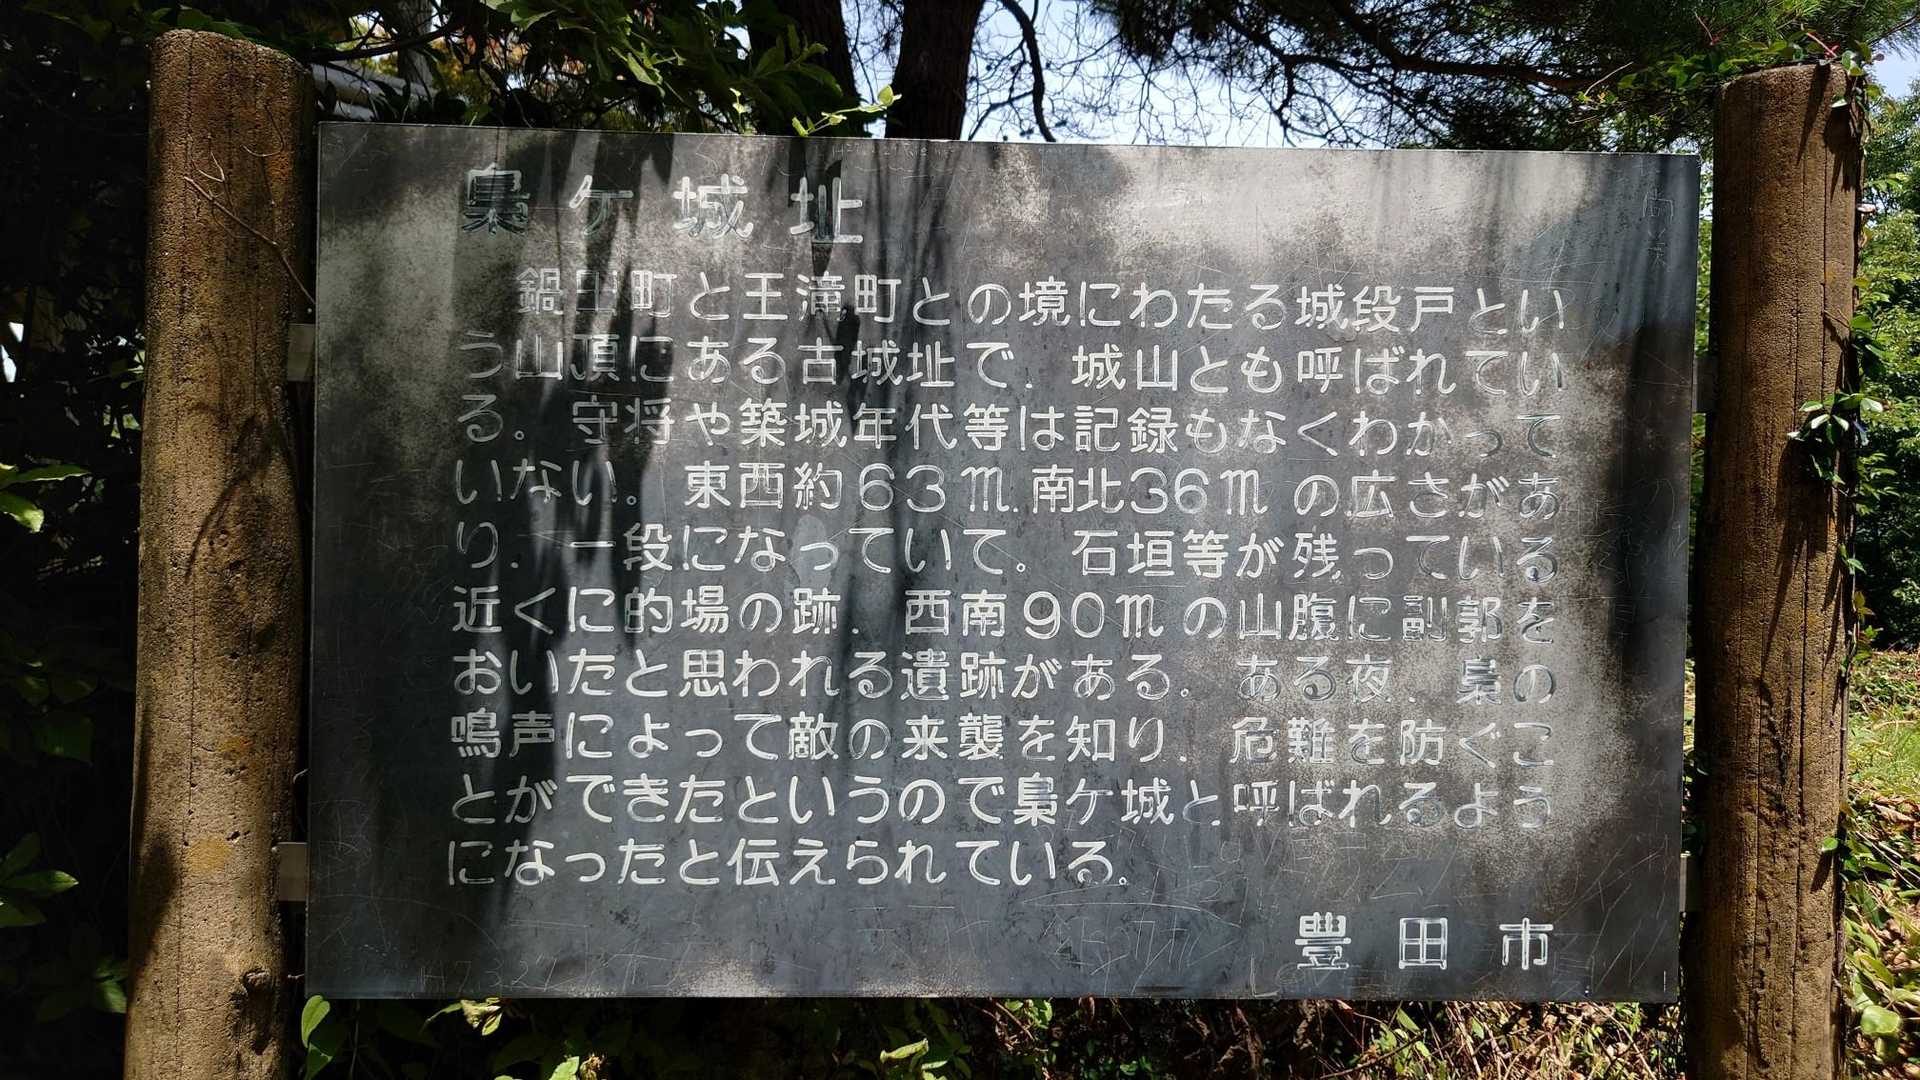 梟ケ城址
鍋田町と王滝町との境にわたる城段戸とい
う山頂にある古城址で．城山とも呼ばれてい
る。守将や築城年代等は記録もなくわかって
いない。東西約63m.南北36mの広さがあ
り．一段になっていて。石垣等が残っている
近くに的場の跡．西南90mの山腹に副郭を
おいたと思われる遺跡がある．ある夜．梟の
鳴声によって敵の来襲を知り．危難を防ぐこ
とができたというので梟ケ城と呼ばれるよう
になったと伝えられている．
豊田市